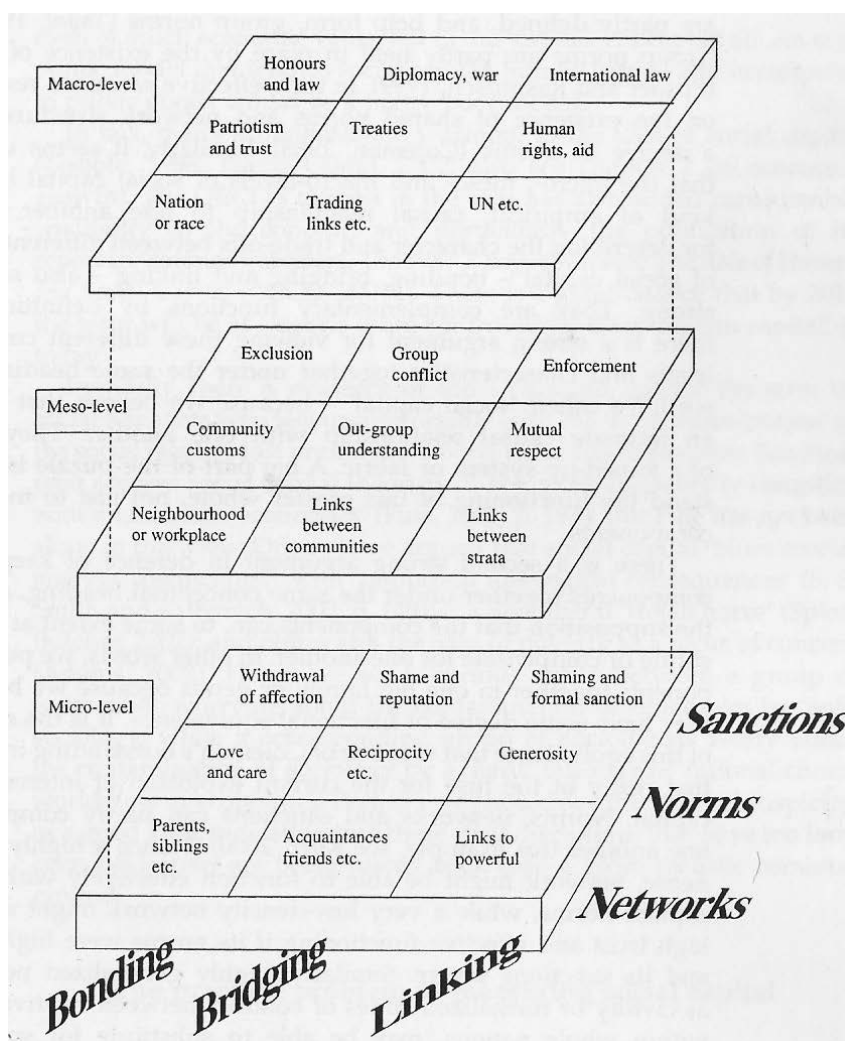 Macro-level
Honours
and law
Diplomacy, war
International law
Patriotism
and trust
Treaties
Human
rights, aid
Nation
or race
Trading
links etc.
UN etc.
Meso-level
Exclusion
Group
conflict
Enforcement
Community
customs
Out-group
understanding
Mutual
respect
Neighbourhood
or workplace
Links
between
communities
Links
between
strata
Micro-level
Withdrawal
of affection
Shame and
reputation
Shaming and
formal sanction
Sanctions
Love
and care
Reciprocity
etc.
Generosity
Norms
Parents,
siblings
etc.
Acquaintances
friends etc.
Links to
powerful
Networks
Bonding
Bridging
Linking